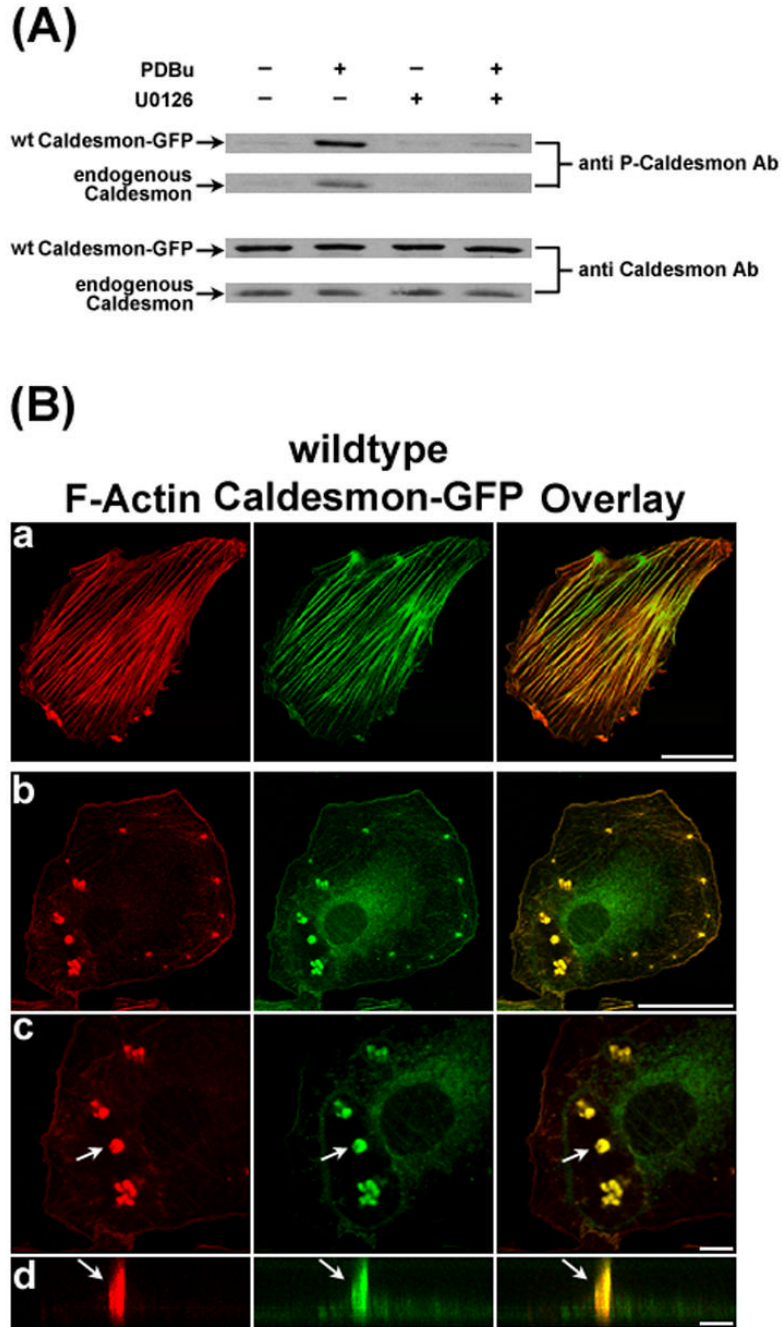 (A)
PDBu – + – +
U0126 – – + +
wt Caldesmon-GFP
endogenous
Caldesmon
anti P-Caldesmon Ab
wt Caldesmon-GFP
endogenous
Caldesmon
anti Caldesmon Ab
(B)
wildtype
F-Actin Caldesmon-GFP Overlay
a
b
c
d